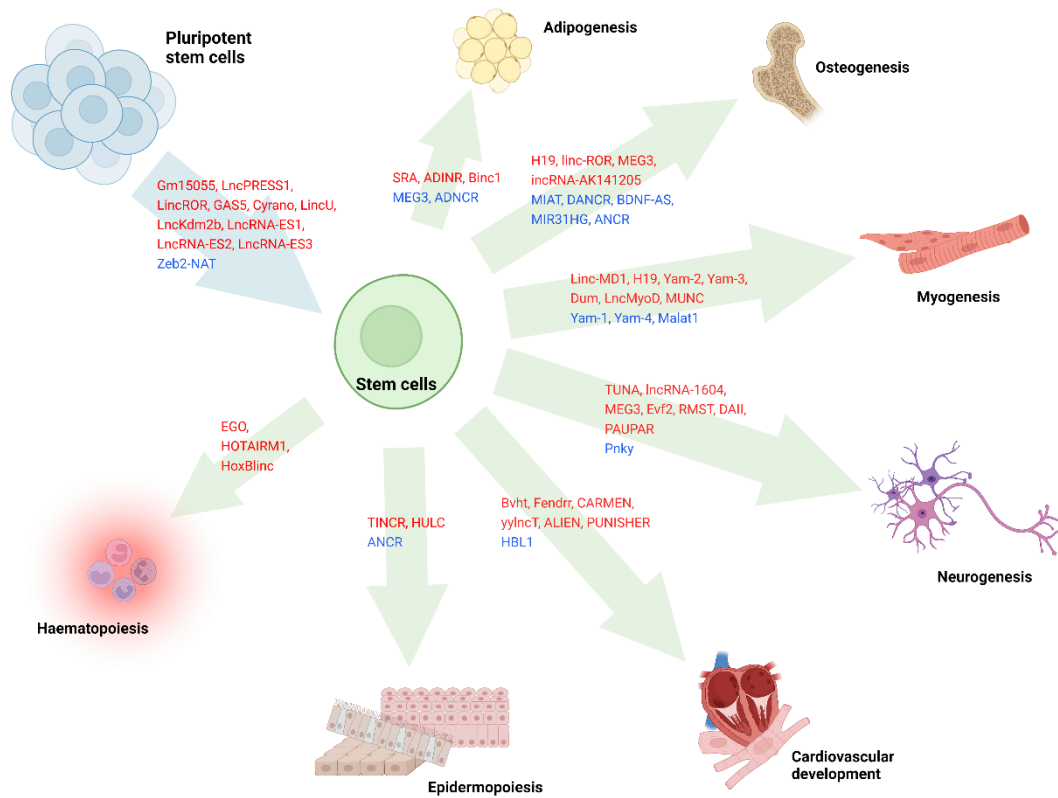 Pluripotent
stem cells
Adipogenesis
Osteogenesis
Gm15055, LncPRESS1,
LincROR, GAS5, Cyrano, LincU,
LncKdm2b, LncRNA-ES1,
LncRNA-ES2, LncRNA-ES3
Zeb2-NAT
SRA, ADINR, Binc1
MEG3, ADNCR
H19, linc-ROR, MEG3,
incRNA-AK141205
MIAT, DANCR, BDNF-AS,
MIR31HG, ANCR
Linc-MD1, H19, Yam-2, Yam-3,
Dum, LncMyoD, MUNC
Yam-1, Yam-4, Malat1
Myogenesis
Stem cells
TUNA, lncRNA-1604,
MEG3, Evf2, RMST, DAll,
PAUPAR
Pnky
Neurogenesis
EGO,
HOTAIRM1,
HoxBlinc
Haematopoiesis
TINCR, HULC
ANCR
Epidermopoiesis
Bvht, Fendrr, CARMEN,
yylncT, ALIEN, PUNISHER
HBL1
Cardiovascular
development